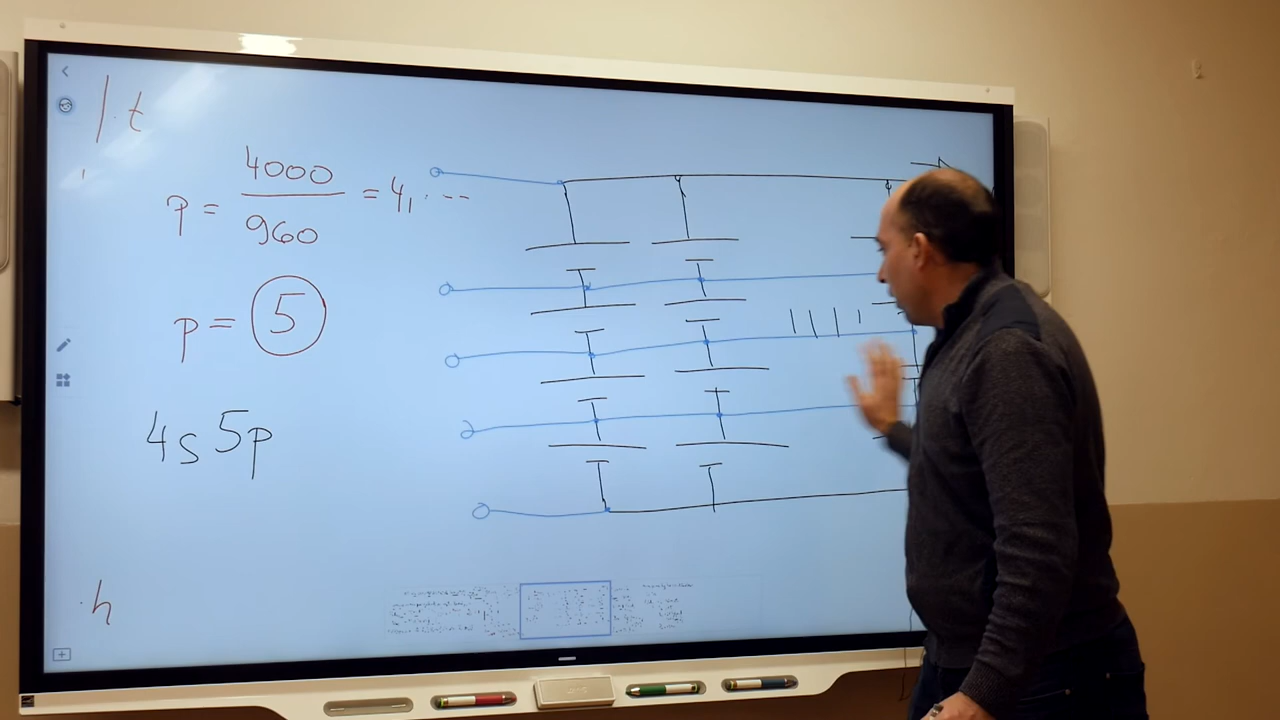 /. t
p = 4000 / 960 = 4, . --
p = 5
4s 5p
. h